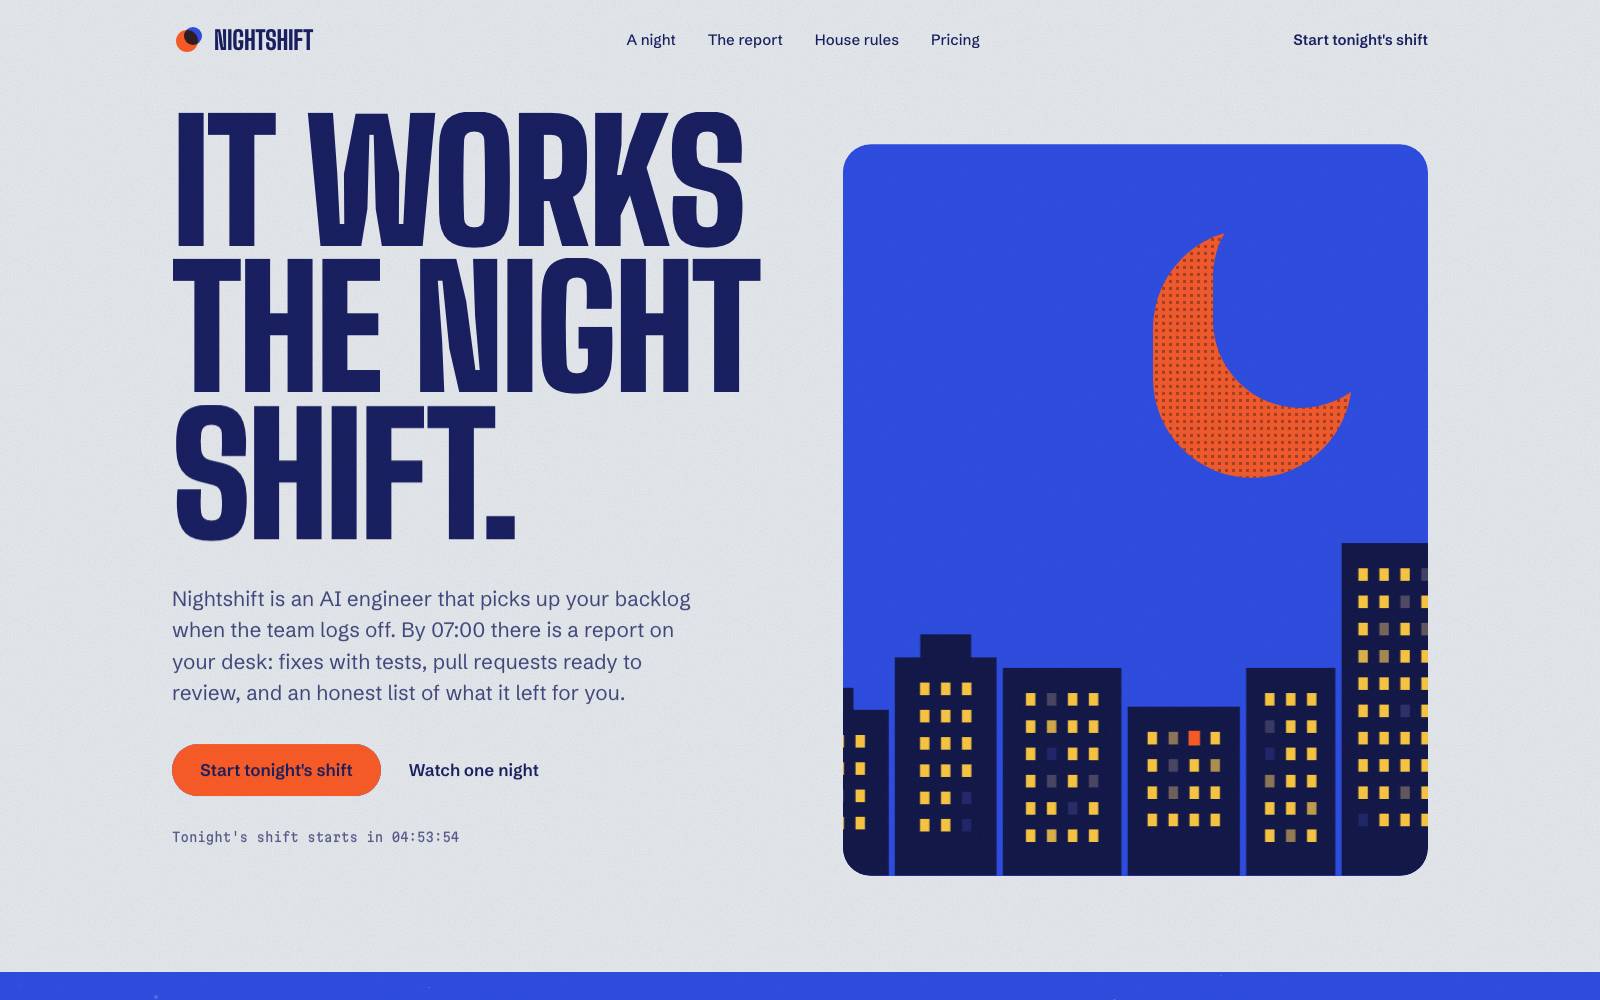 NIGHTSHIFT
A night
The report
House rules
Pricing
Start tonight's shift
IT WORKS
THE NIGHT
SHIFT.
Nightshift is an AI engineer that picks up your backlog
when the team logs off. By 07:00 there is a report on
your desk: fixes with tests, pull requests ready to
review, and an honest list of what it left for you.
Start tonight's shift
Watch one night
Tonight's shift starts in 04:53:54